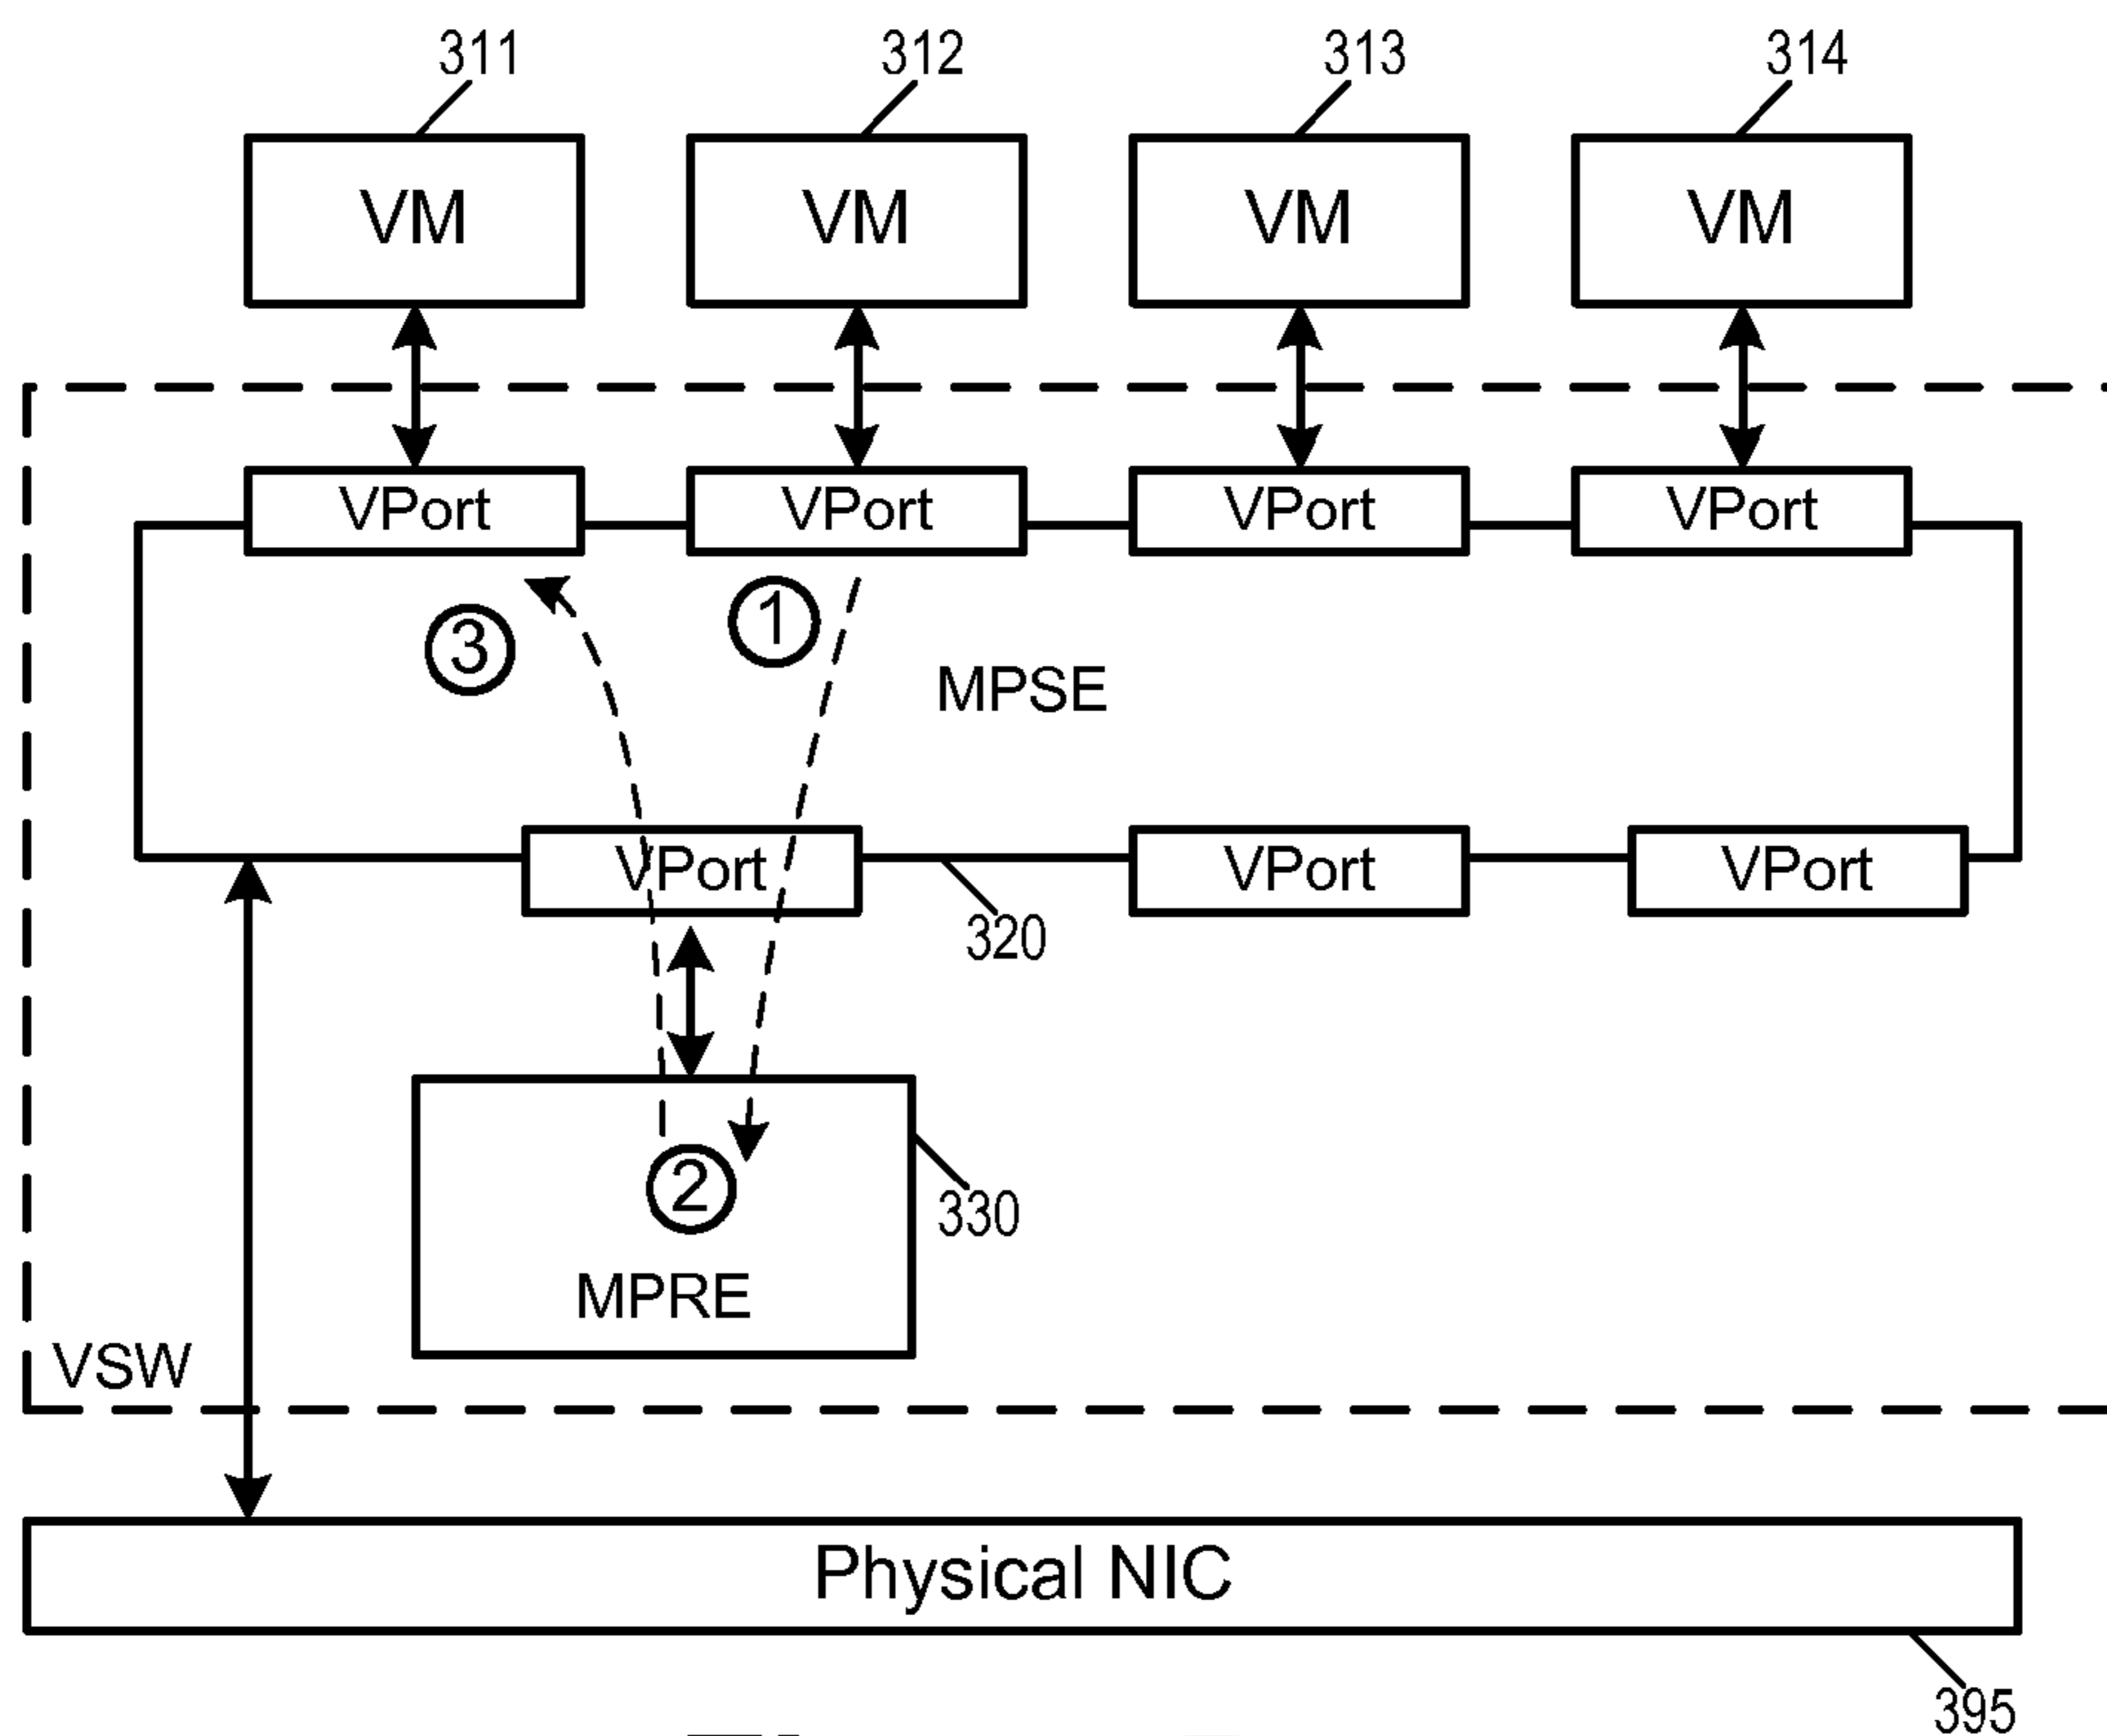 311 312 313 314
VM VM VM VM
VPort VPort VPort VPort
1
3
MPSE
VPort VPort VPort
320
2
330
MPRE
VSW
Physical NIC
395